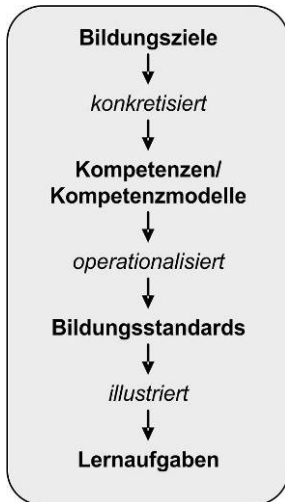 Bildungsziele
konkretisiert
Kompetenzen/
Kompetenzmodelle
operationalisiert
Bildungsstandards
illustriert
Lernaufgaben